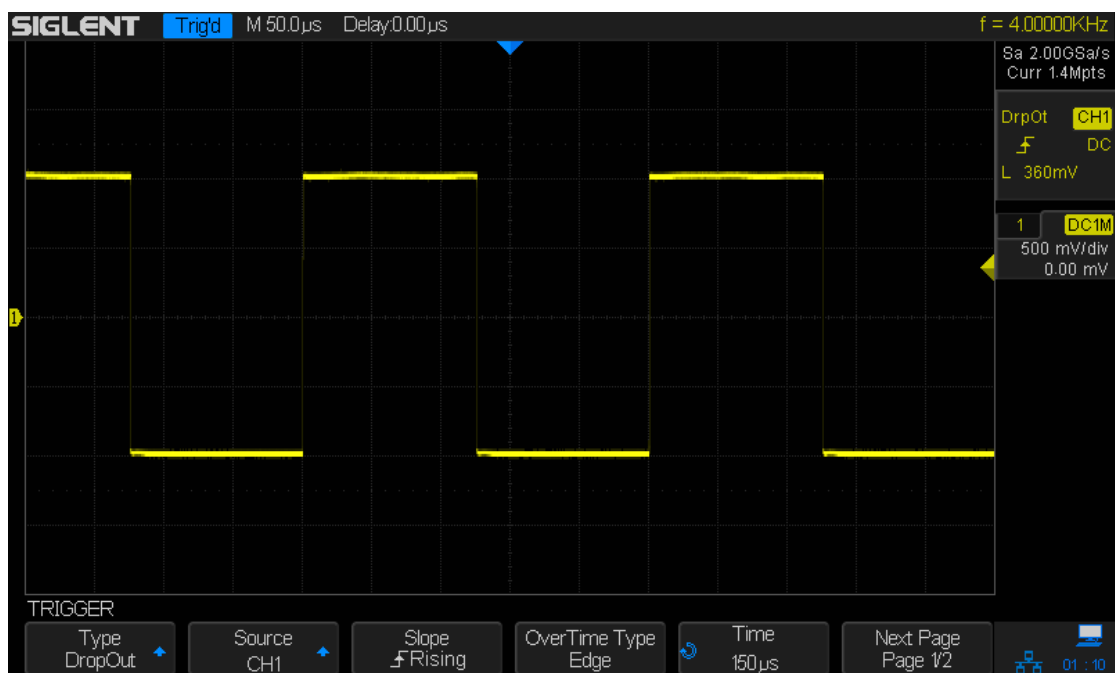 SIGLENT Trig'd M 50.0µs Delay:0.00µs f = 4.00000KHz
Sa 2.00GSa/s
Curr 1.4Mpts
DrpOt CH1
DC
L 360mV
1 DC1M
500 mV/div
0.00 mV
1
TRIGGER
Type Source Slope OverTime Type Time Next Page
DropOut CH1 Rising Edge 150µs Page 1/2
01 : 10